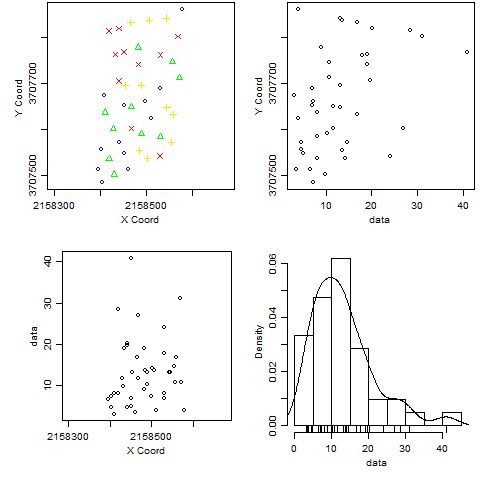 3707700
Y Coord
3707500
2158300 2158500
X Coord
3707700
Y Coord
3707500
10 20 30 40
data
40
30
data
20
10
2158300 2158500
X Coord
0.06
0.04
Density
0.02
0.00
0 10 20 30 40
data